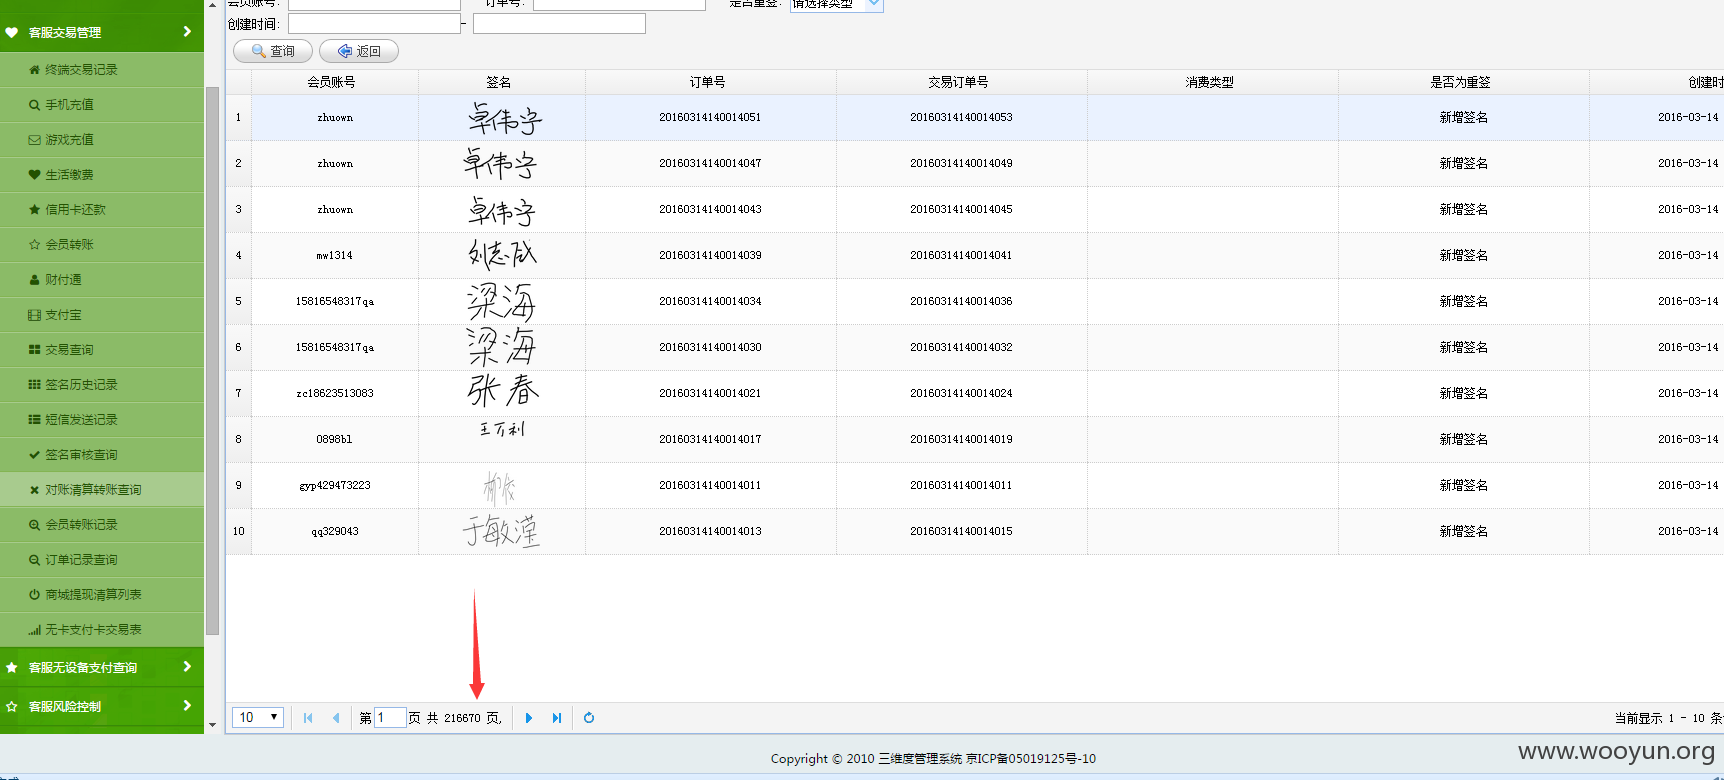 会员账号: 订单号: 是否重签: 请选择类型
创建时间: -
查询 返回
客服交易管理
终端交易记录
手机充值
游戏充值
生活缴费
信用卡还款
会员转账
财付通
支付宝
交易查询
签名历史记录
短信发送记录
签名审核查询
对账清算转账查询
会员转账记录
订单记录查询
商城提现清算列表
无卡支付卡交易表
客服无设备支付查询
客服风险控制
会员账号 签名 订单号 交易订单号 消费类型 是否为重签 创建时
1 zhuown 卓伟宇 20160314140014051 20160314140014053 新增签名 2016-03-14
2 zhuown 卓伟宇 20160314140014047 20160314140014049 新增签名 2016-03-14
3 zhuown 卓伟宇 20160314140014043 20160314140014045 新增签名 2016-03-14
4 mw1314 刘志成 20160314140014039 20160314140014041 新增签名 2016-03-14
5 15816548317qa 梁海 20160314140014034 20160314140014036 新增签名 2016-03-14
6 15816548317qa 梁海 20160314140014030 20160314140014032 新增签名 2016-03-14
7 zc18623513083 张春 20160314140014021 20160314140014024 新增签名 2016-03-14
8 0898bl 王万利 20160314140014017 20160314140014019 新增签名 2016-03-14
9 gyp429473223 20160314140014011 20160314140014011 新增签名 2016-03-14
10 qq329043 于敏滢 20160314140014013 20160314140014015 新增签名 2016-03-14
10 第 1 页 共 216670 页, 当前显示 1 - 10 条
Copyright © 2010 三维度管理系统 京ICP备05019125号-10
www.wooyun.org